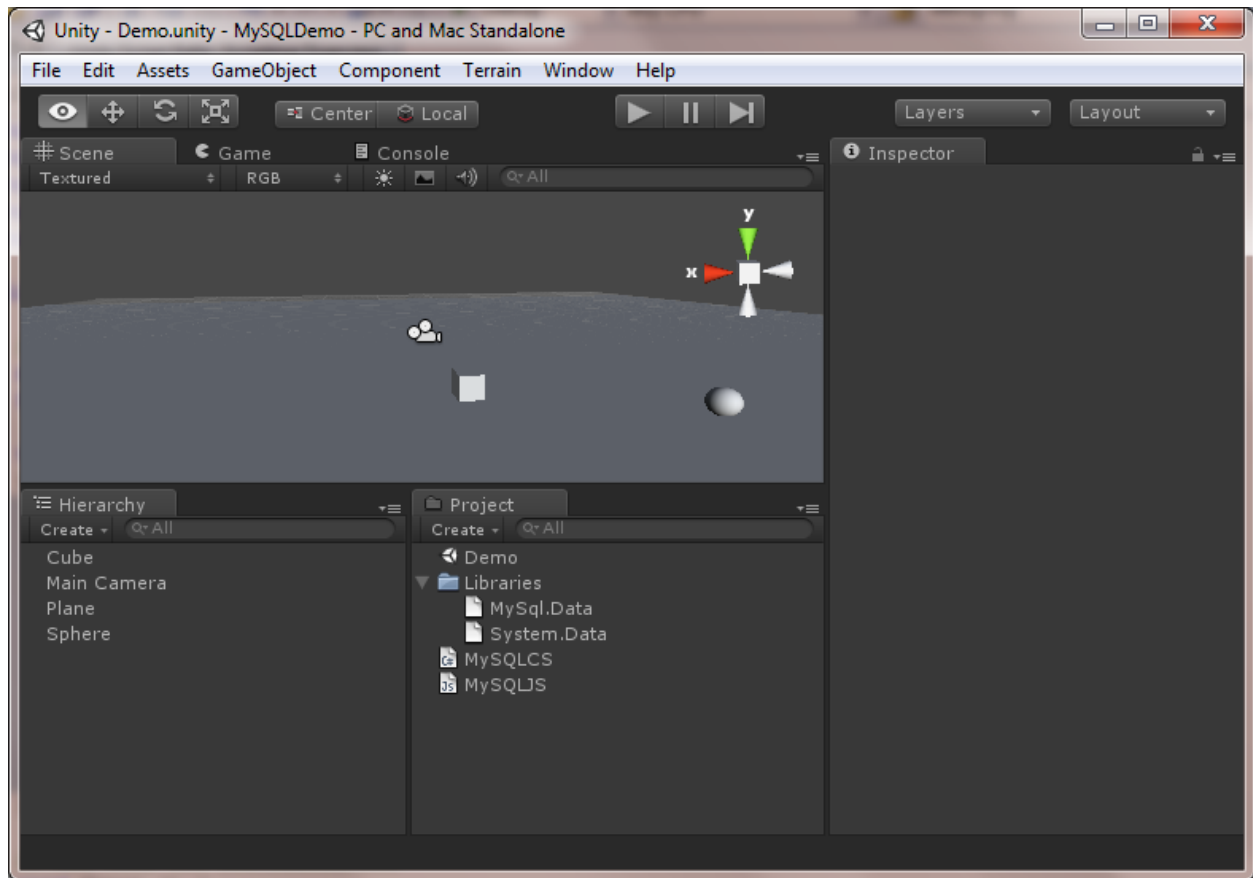 Unity - Demo.unity - MySQLDemo - PC and Mac Standalone
File Edit Assets GameObject Component Terrain Window Help
Center Local Layers Layout
Scene Game Console Inspector
Textured RGB All
y
x
Hierarchy Project
Create All Create All
Cube Demo
Main Camera Libraries
Plane MySql.Data
Sphere System.Data
C# MySQLCS
JS MySQLJS